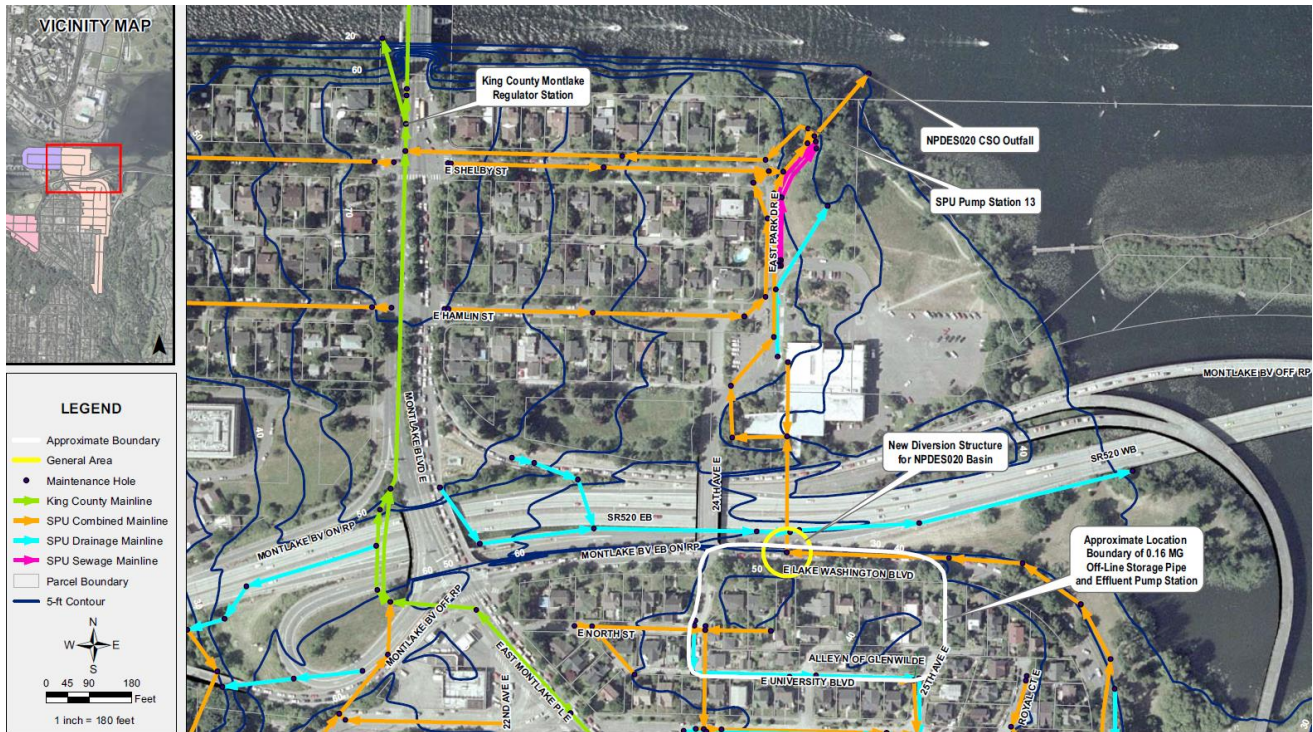 VICINITY MAP
LEGEND
Approximate Boundary
General Area
Maintenance Hole
King County Mainline
SPU Combined Mainline
SPU Drainage Mainline
SPU Sewage Mainline
Parcel Boundary
5-ft Contour
N
W E
S
0 45 90 180
Feet
1 inch = 180 feet
20
60
King County Montlake
Regulator Station
NPDES020 CSO Outfall
SPU Pump Station 13
E SHELBY ST
70
EAST PARK DR E
E HAMLIN ST
MONTLAKE BLVD E
MONTLAKE BV OFF RP
40
New Diversion Structure
for NPDES020 Basin
24TH AVE E
SR520 WB
SR520 EB
50
MONTLAKE BV ON RP
MONTLAKE BV EB ON RP
60
50
60
30
40
50
E LAKE WASHINGTON BLVD
Approximate Location
Boundary of 0.16 MG
Off-Line Storage Pipe
and Effluent Pump Station
MONTLAKE BV OFF RP
E NORTH ST
40
ALLEY N OF GLENWILDE
E UNIVERSITY BLVD
EAST MONTLAKE PL E
22ND AVE E
25TH AVE E
ROYAL CT E
30